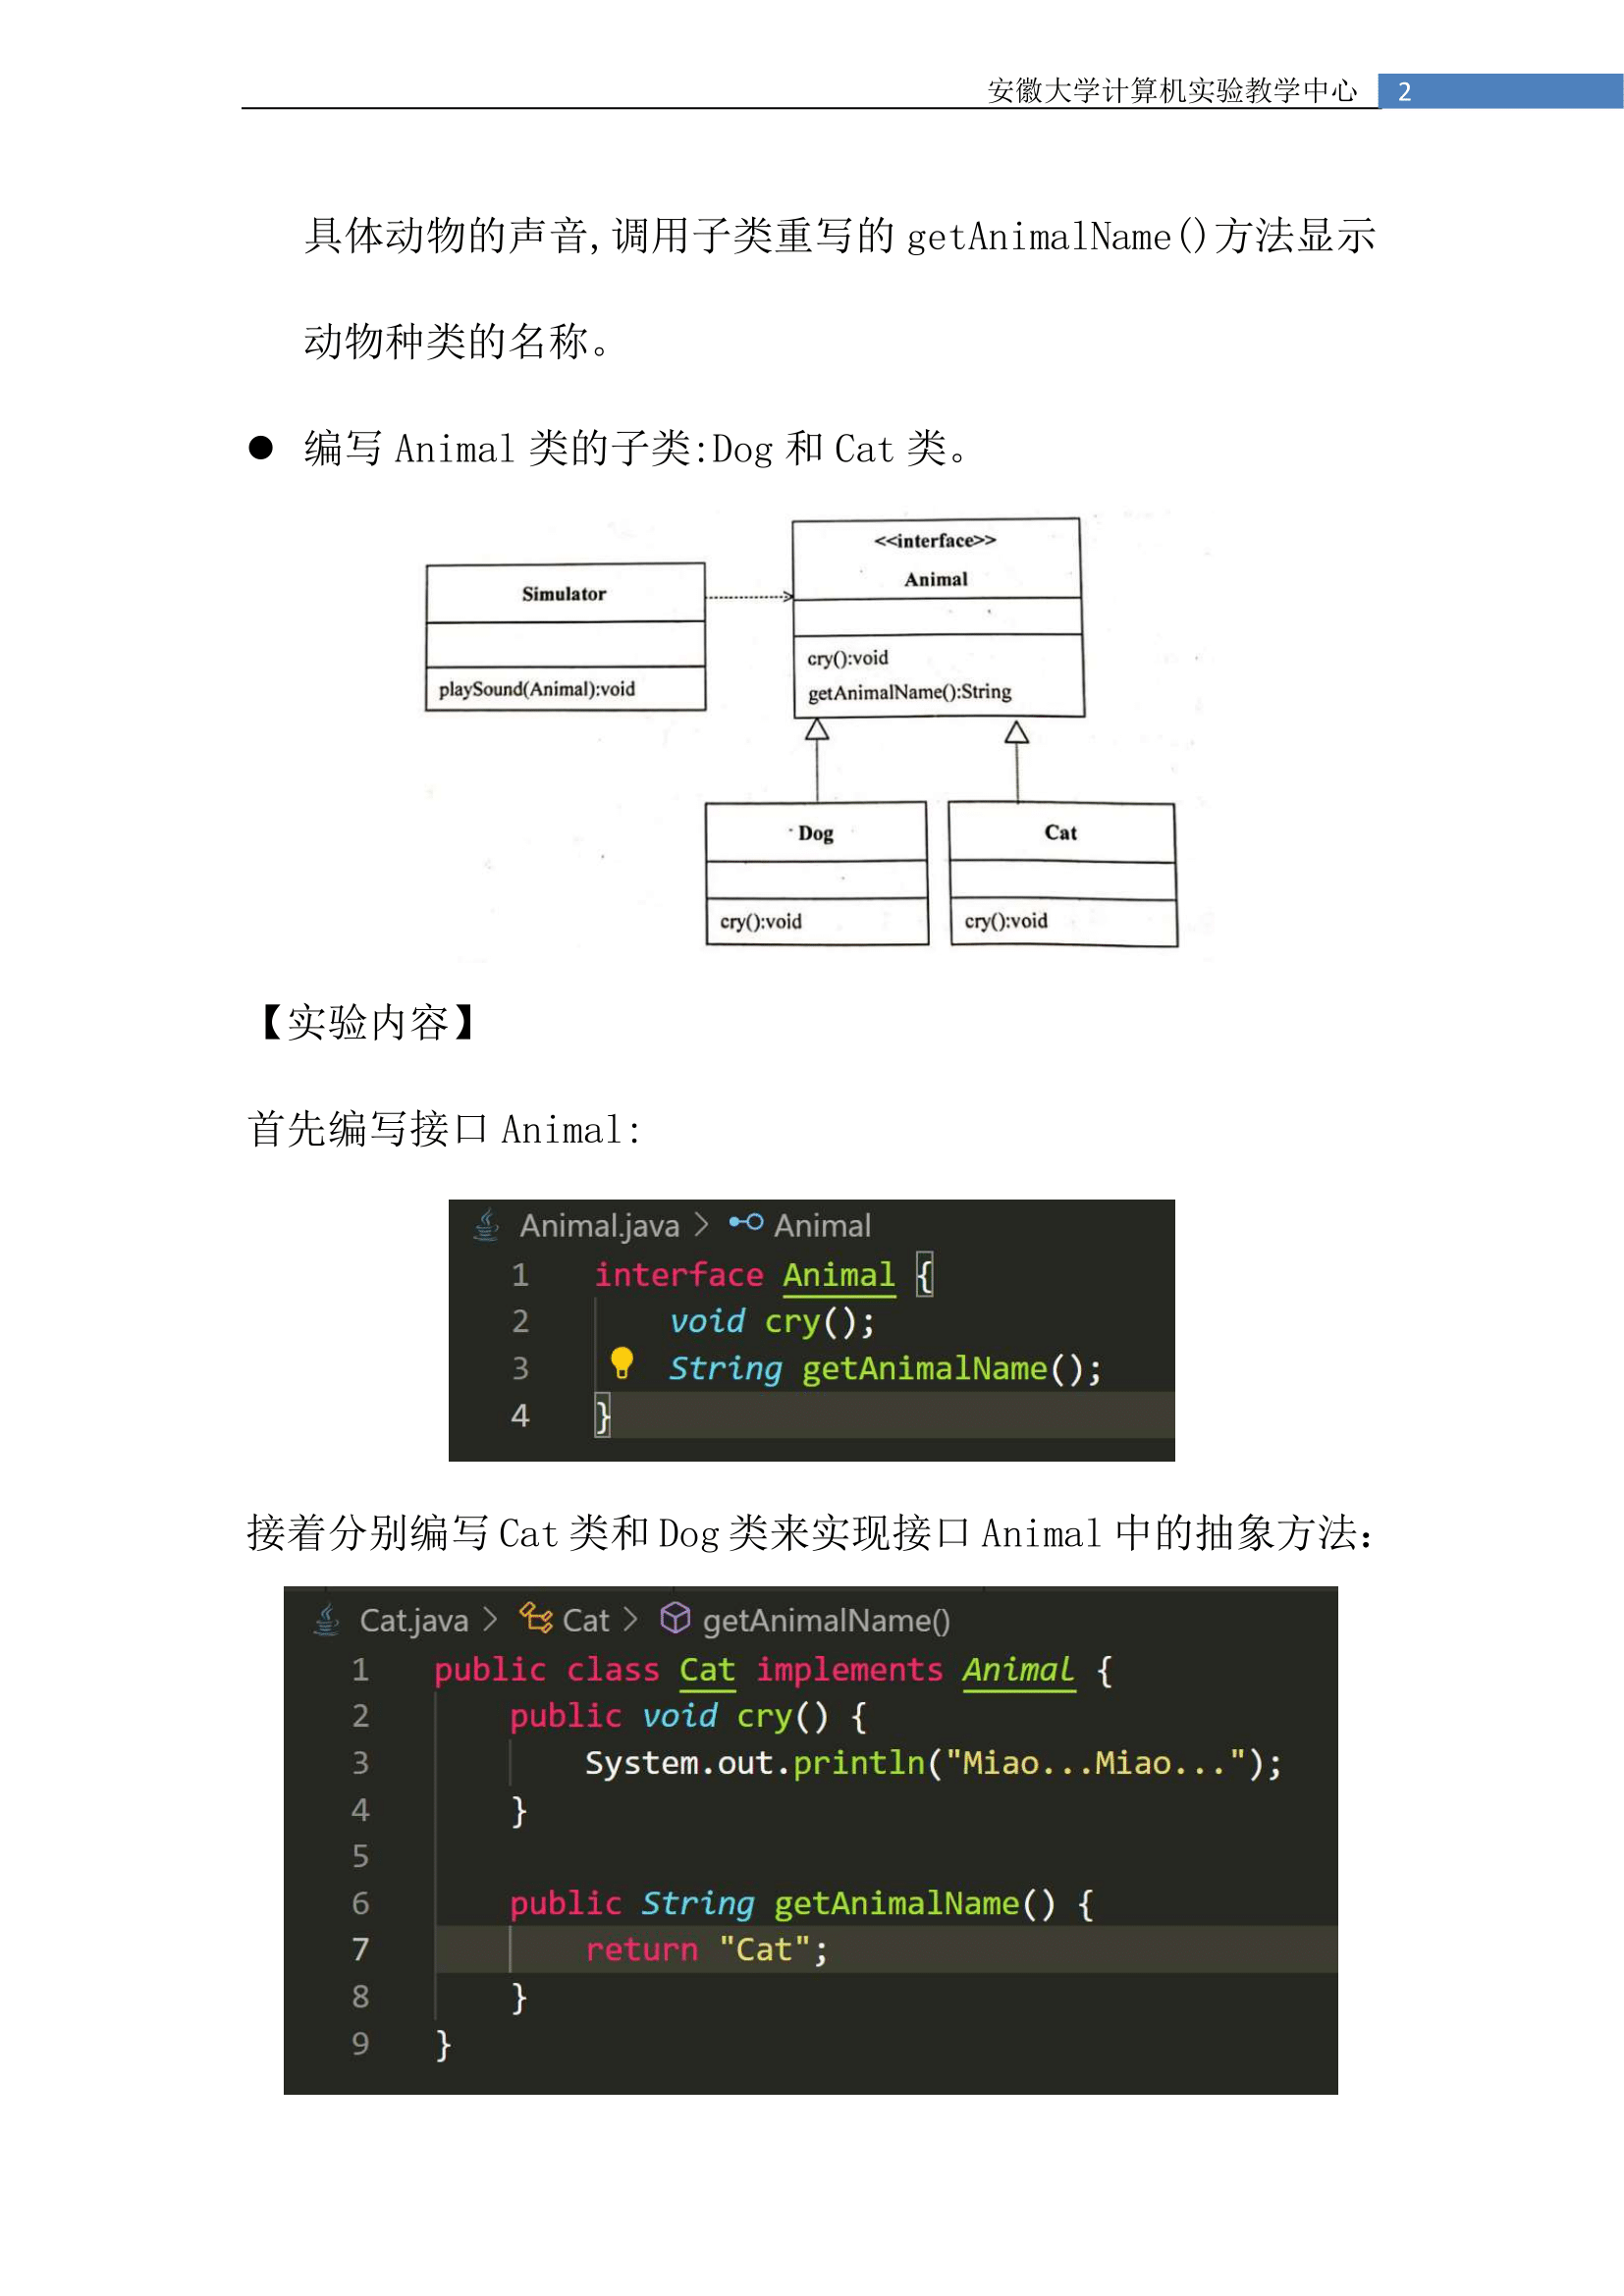 安徽大学计算机实验教学中心 2
具体动物的声音,调用子类重写的 getAnimalName()方法显示
动物种类的名称。
● 编写 Animal 类的子类:Dog 和 Cat 类。
<<interface>>
Animal
Simulator
cry():void
playSound(Animal):void
getAnimalName():String
Dog
Cat
cry():void
cry():void
【实验内容】
首先编写接口 Animal:
Animal.java > Animal
1 interface Animal {
2 void cry();
3 String getAnimalName();
4 }
接着分别编写 Cat 类和 Dog 类来实现接口 Animal 中的抽象方法：
Cat.java > Cat > getAnimalName()
1 public class Cat implements Animal {
2 public void cry() {
3 System.out.println("Miao...Miao...");
4 }
5
6 public String getAnimalName() {
7 return "Cat";
8 }
9 }